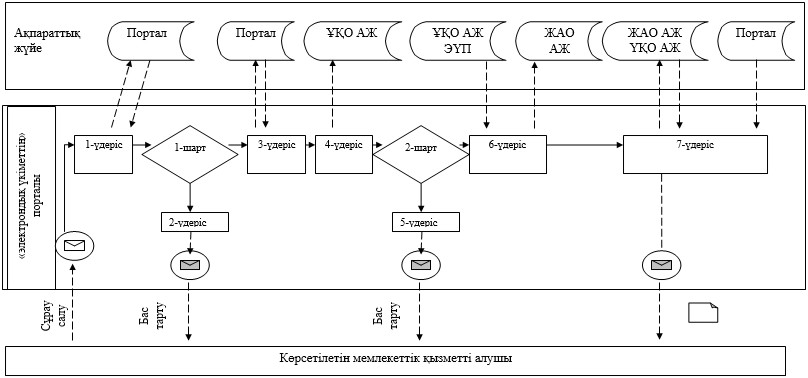 Ақпараттық
жүйе
Портал
Портал
ҰҚО АЖ
ҰҚО АЖ
ЭҮП
ЖАО
АЖ
ЖАО АЖ
ҮҚО АЖ
Портал
«электрондық үкіметтің»
порталы
1-үдеріс
1-шарт
3-үдеріс
4-үдеріс
2-шарт
6-үдеріс
7-үдеріс
2-үдеріс
5-үдеріс
Сұрау
салу
Бас
тарту
Бас
тарту
Көрсетілетін мемлекеттік қызметті алушы